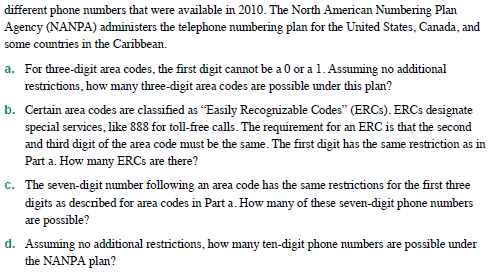 different phone numbers that were available in 2010. The North American Numbering Plan
Agency (NANPA) administers the telephone numbering plan for the United States, Canada, and
some countries in the Caribbean.
a. For three-digit area codes, the first digit cannot be a 0 or a 1. Assuming no additional
restrictions, how many three-digit area codes are possible under this plan?
b. Certain area codes are classified as “Easily Recognizable Codes” (ERCs). ERCs designate
special services, like 888 for toll-free calls. The requirement for an ERC is that the second
and third digit of the area code must be the same. The first digit has the same restriction as in
Part a. How many ERCs are there?
c. The seven-digit number following an area code has the same restrictions for the first three
digits as described for area codes in Part a. How many of these seven-digit phone numbers
are possible?
d. Assuming no additional restrictions, how many ten-digit phone numbers are possible under
the NANPA plan?